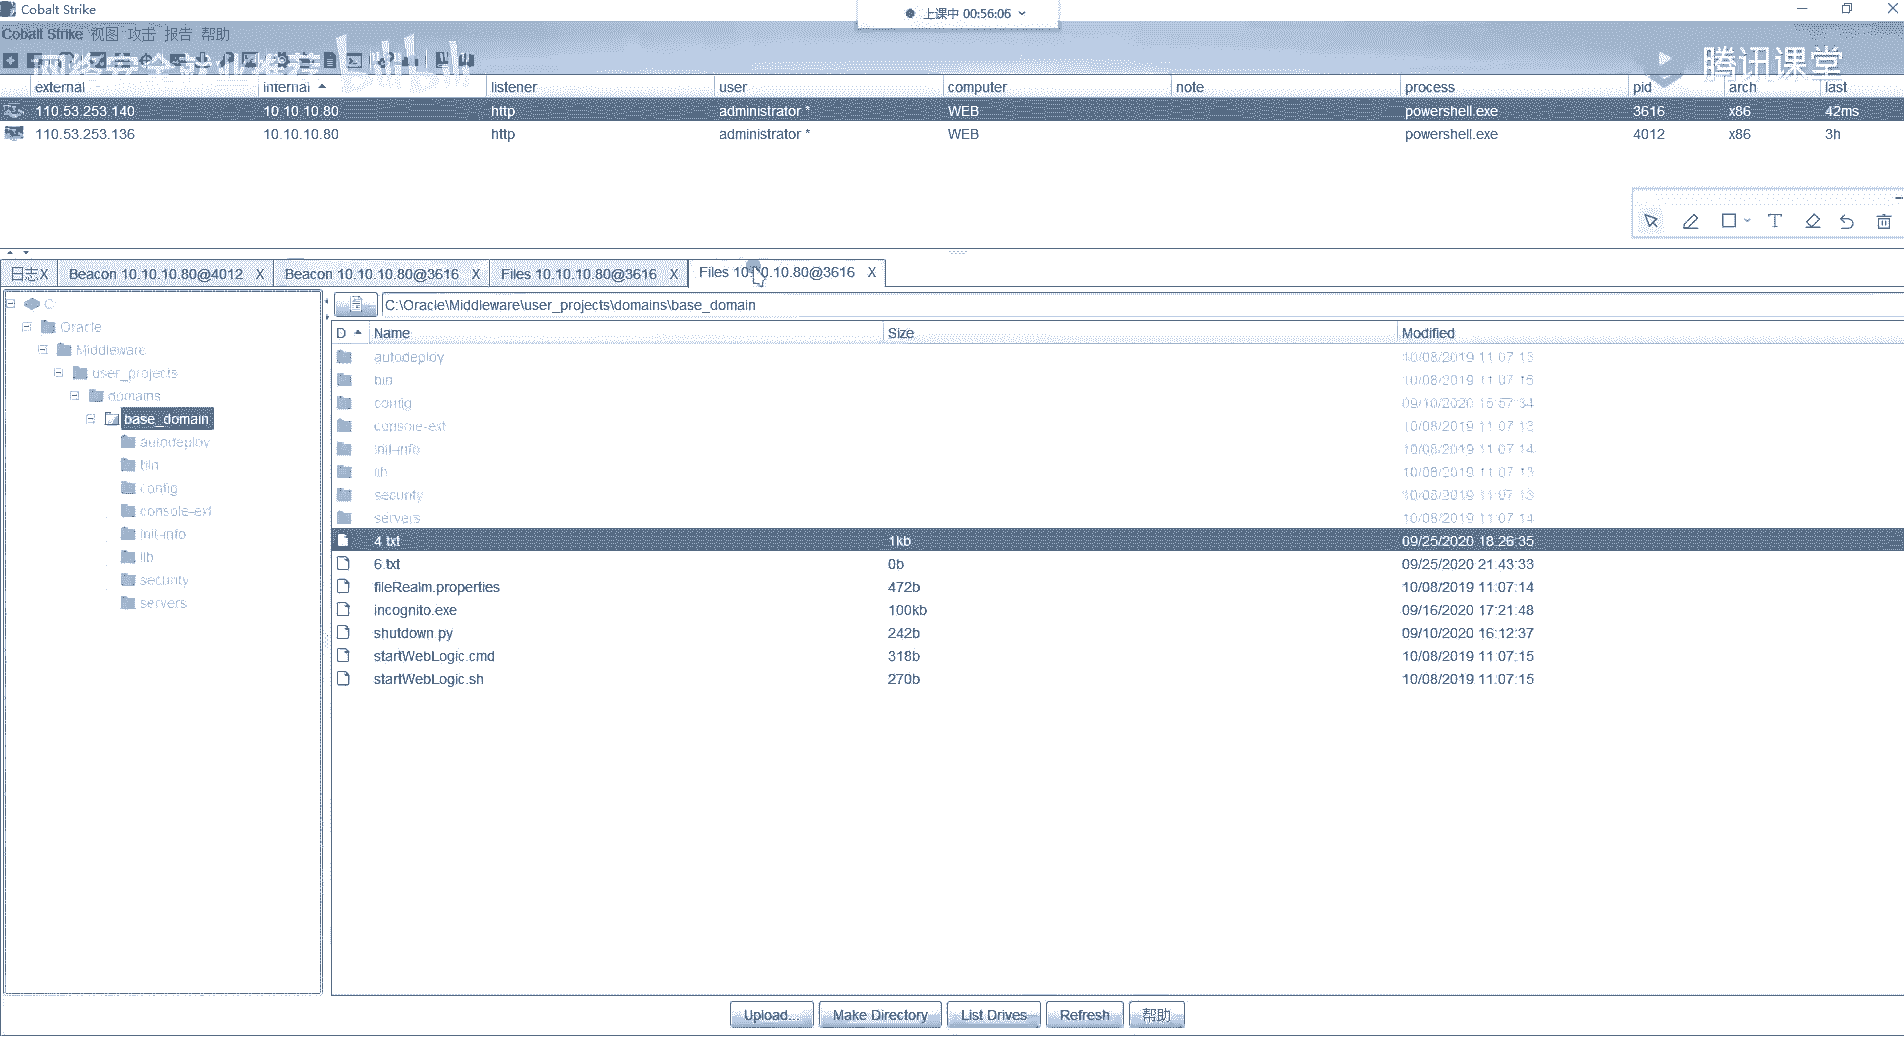 Cobalt Strike
上课中 00:56:06
Cobalt Strike 视图 攻击 报告 帮助
腾讯课堂
external internal listener user computer note process pid arch last
110.53.253.140 10.10.10.80 http administrator * WEB powershell.exe 3616 x86 42ms
110.53.253.136 10.10.10.80 http administrator * WEB powershell.exe 4012 x86 3h
日志X Beacon 10.10.10.80@4012 X Beacon 10.10.10.80@3616 X Files 10.10.10.80@3616 X Files 10.10.10.80@3616 X
C:
Oracle
Middleware
user_projects
domains
base_domain
autodeploy
bin
config
console-ext
init-info
lib
security
servers
C:\Oracle\Middleware\user_projects\domains\base_domain
D Name Size Modified
autodeploy 10/08/2019 11:07:13
bin 10/08/2019 11:07:15
config 09/10/2020 15:57:34
console-ext 10/08/2019 11:07:13
init-info 10/08/2019 11:07:14
lib 10/08/2019 11:07:13
security 10/08/2019 11:07:13
servers 10/08/2019 11:07:14
4.txt 1kb 09/25/2020 18:26:35
6.txt 0b 09/25/2020 21:43:33
fileRealm.properties 472b 10/08/2019 11:07:14
incognito.exe 100kb 09/16/2020 17:21:48
shutdown.py 242b 09/10/2020 16:12:37
startWebLogic.cmd 318b 10/08/2019 11:07:15
startWebLogic.sh 270b 10/08/2019 11:07:15
Upload... Make Directory List Drives Refresh 帮助